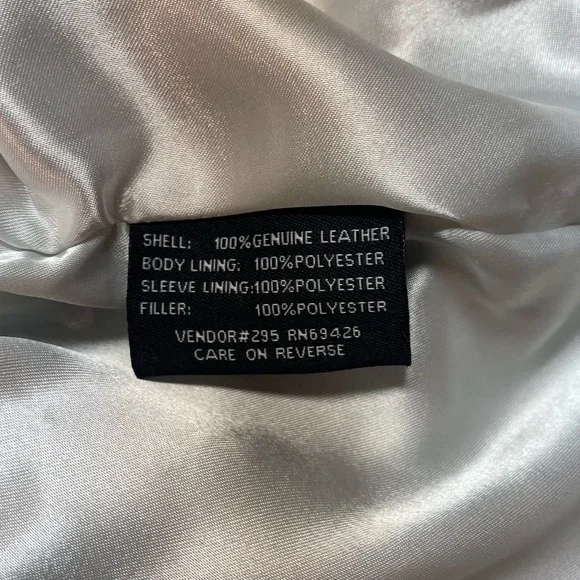 SHELL: 100%GENUINE LEATHER
BODY LINING: 100%POLYESTER
SLEEVE LINING:100%POLYESTER
FILLER: 100%POLYESTER
VENDOR#295 RN69426
CARE ON REVERSE